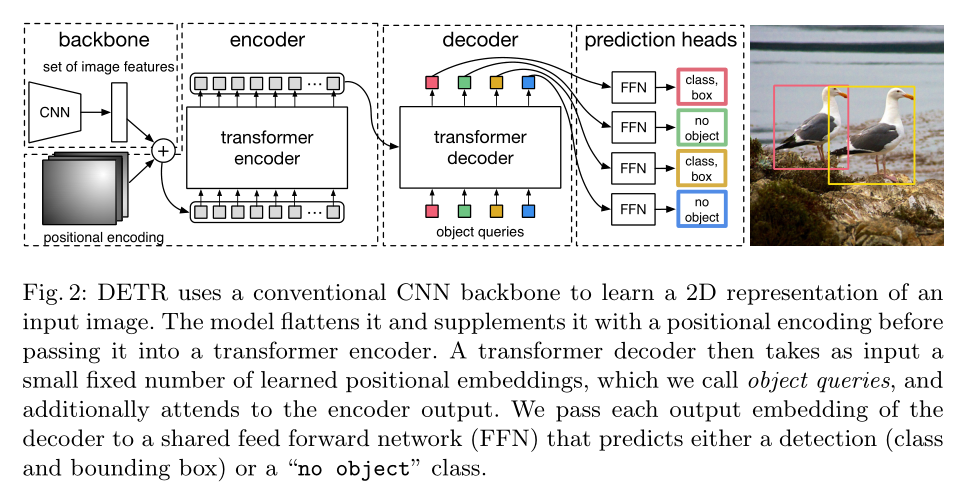 backbone
encoder
decoder
prediction heads
set of image features
CNN
+
positional encoding
...
transformer
encoder
...
transformer
decoder
object queries
FFN
class,
box
FFN
no
object
FFN
class,
box
FFN
no
object
Fig. 2: DETR uses a conventional CNN backbone to learn a 2D representation of an
input image. The model flattens it and supplements it with a positional encoding before
passing it into a transformer encoder. A transformer decoder then takes as input a
small fixed number of learned positional embeddings, which we call object queries, and
additionally attends to the encoder output. We pass each output embedding of the
decoder to a shared feed forward network (FFN) that predicts either a detection (class
and bounding box) or a “no object” class.